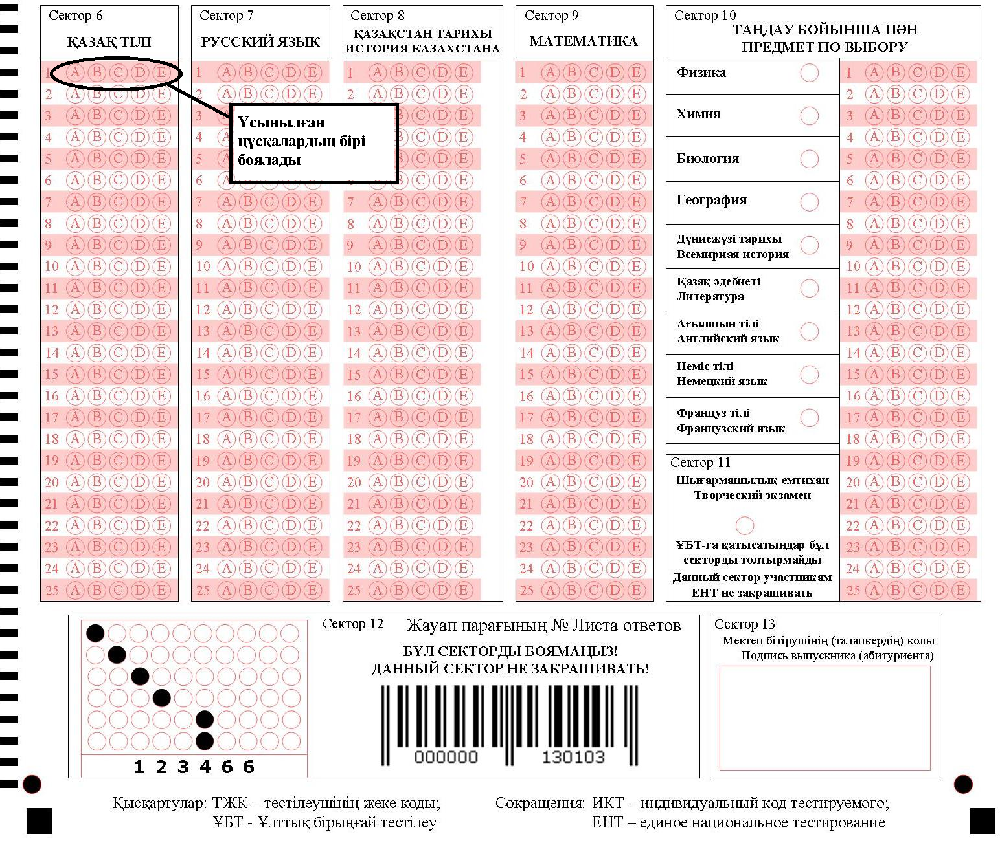 Сектор 6
ҚАЗАҚ ТІЛІ
Сектор 7
РУССКИЙ ЯЗЫК
Сектор 8
ҚАЗАҚСТАН ТАРИХЫ
ИСТОРИЯ КАЗАХСТАНА
Сектор 9
МАТЕМАТИКА
Сектор 10
ТАҢДАУ БОЙЫНША ПӘН
ПРЕДМЕТ ПО ВЫБОРУ
1 A B C D E 1 A B C D E 1 A B C D E 1 A B C D E Физика 1 A B C D E
2 A B C D E 2 A B C D E 2 A B C D E 2 A B C D E 2 A B C D E
3 A B C D E 3 B C D E 3 A B C D E Химия 3 A B C D E
4 A B C D E 4 B C D E 4 A B C D E 4 A B C D E
5 A B C D E 5 B C D E 5 A B C D E Биология 5 A B C D E
6 A B C D E 6 A B C D E 6 A B C D E 6 A B C D E
Ұсынылған
нұсқалардың бірі
боялады
7 A B C D E 7 A B C D E 7 A B C D E 7 A B C D E География 7 A B C D E
8 A B C D E 8 A B C D E 8 A B C D E 8 A B C D E 8 A B C D E
9 A B C D E 9 A B C D E 9 A B C D E 9 A B C D E Дүниежүзі тарихы 9 A B C D E
Всемирная история
10 A B C D E 10 A B C D E 10 A B C D E 10 A B C D E 10 A B C D E
11 A B C D E 11 A B C D E 11 A B C D E 11 A B C D E Қазақ әдебиеті 11 A B C D E
Литература
12 A B C D E 12 A B C D E 12 A B C D E 12 A B C D E 12 A B C D E
13 A B C D E 13 A B C D E 13 A B C D E 13 A B C D E Ағылшын тілі 13 A B C D E
Английский язык
14 A B C D E 14 A B C D E 14 A B C D E 14 A B C D E 14 A B C D E
15 A B C D E 15 A B C D E 15 A B C D E 15 A B C D E Неміс тілі 15 A B C D E
Немецкий язык
16 A B C D E 16 A B C D E 16 A B C D E 16 A B C D E 16 A B C D E
17 A B C D E 17 A B C D E 17 A B C D E 17 A B C D E Француз тілі 17 A B C D E
Французский язык
18 A B C D E 18 A B C D E 18 A B C D E 18 A B C D E 18 A B C D E
19 A B C D E 19 A B C D E 19 A B C D E 19 A B C D E 19 A B C D E
20 A B C D E 20 A B C D E 20 A B C D E 20 A B C D E 20 A B C D E
21 A B C D E 21 A B C D E 21 A B C D E 21 A B C D E 21 A B C D E
22 A B C D E 22 A B C D E 22 A B C D E 22 A B C D E 22 A B C D E
23 A B C D E 23 A B C D E 23 A B C D E 23 A B C D E 23 A B C D E
24 A B C D E 24 A B C D E 24 A B C D E 24 A B C D E 24 A B C D E
25 A B C D E 25 A B C D E 25 A B C D E 25 A B C D E 25 A B C D E
Сектор 11
Шығармашылық емтихан
Творческий экзамен
ҰБТ-ға қатысатындар бұл
секторды толтырмайды
Данный сектор участникам
ЕНТ не закрашивать
1 2 3 4 6 6
Сектор 12
Жауап парағының № Листа ответов
БҰЛ СЕКТОРДЫ БОЯМАҢЫЗ!
ДАННЫЙ СЕКТОР НЕ ЗАКРАШИВАТЬ!
000000 130103
Сектор 13
Мектеп бітірушінің (талапкердің) қолы
Подпись выпускника (абитуриента)
Қысқартулар: ТЖК – тестілеушінің жеке коды;
ҰБТ - Ұлттық бірыңғай тестілеу
Сокращения: ИКТ – индивидуальный код тестируемого;
ЕНТ – единое национальное тестирование